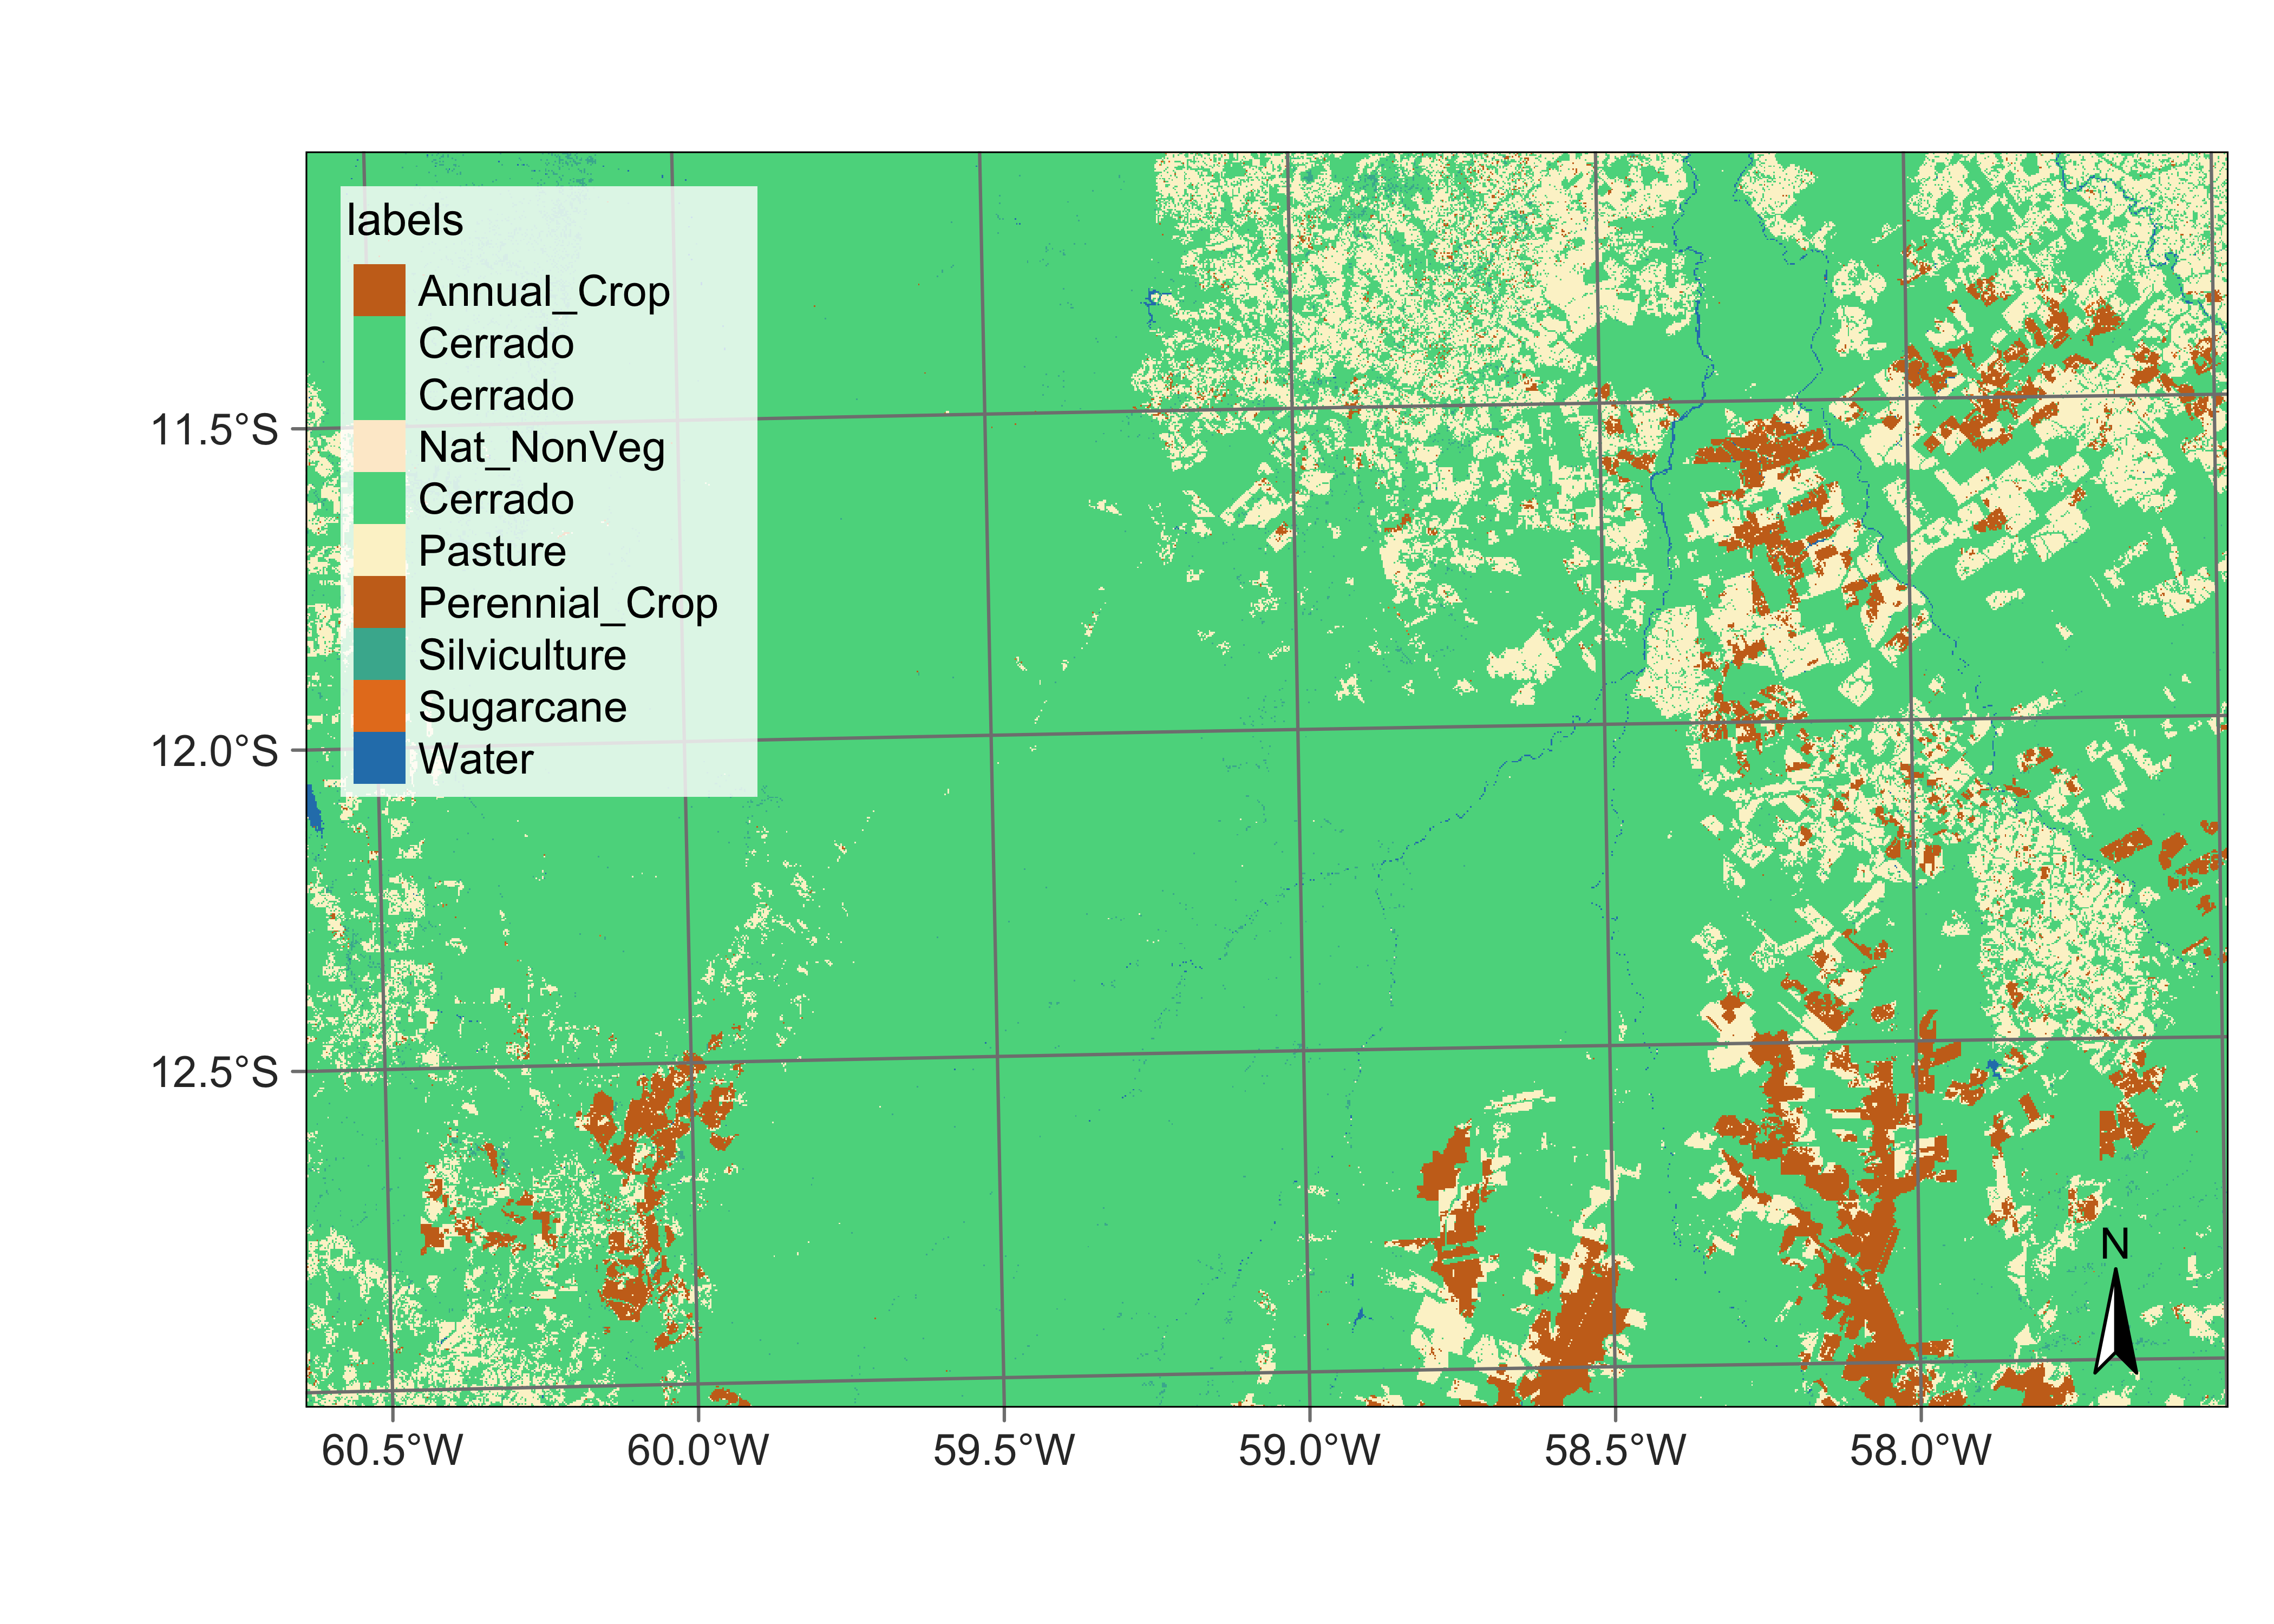 labels
Annual_Crop
Cerrado
Cerrado
Nat_NonVeg
Cerrado
Pasture
Perennial_Crop
Silviculture
Sugarcane
Water
11.5°S
12.0°S
12.5°S
N
60.5°W 60.0°W 59.5°W 59.0°W 58.5°W 58.0°W